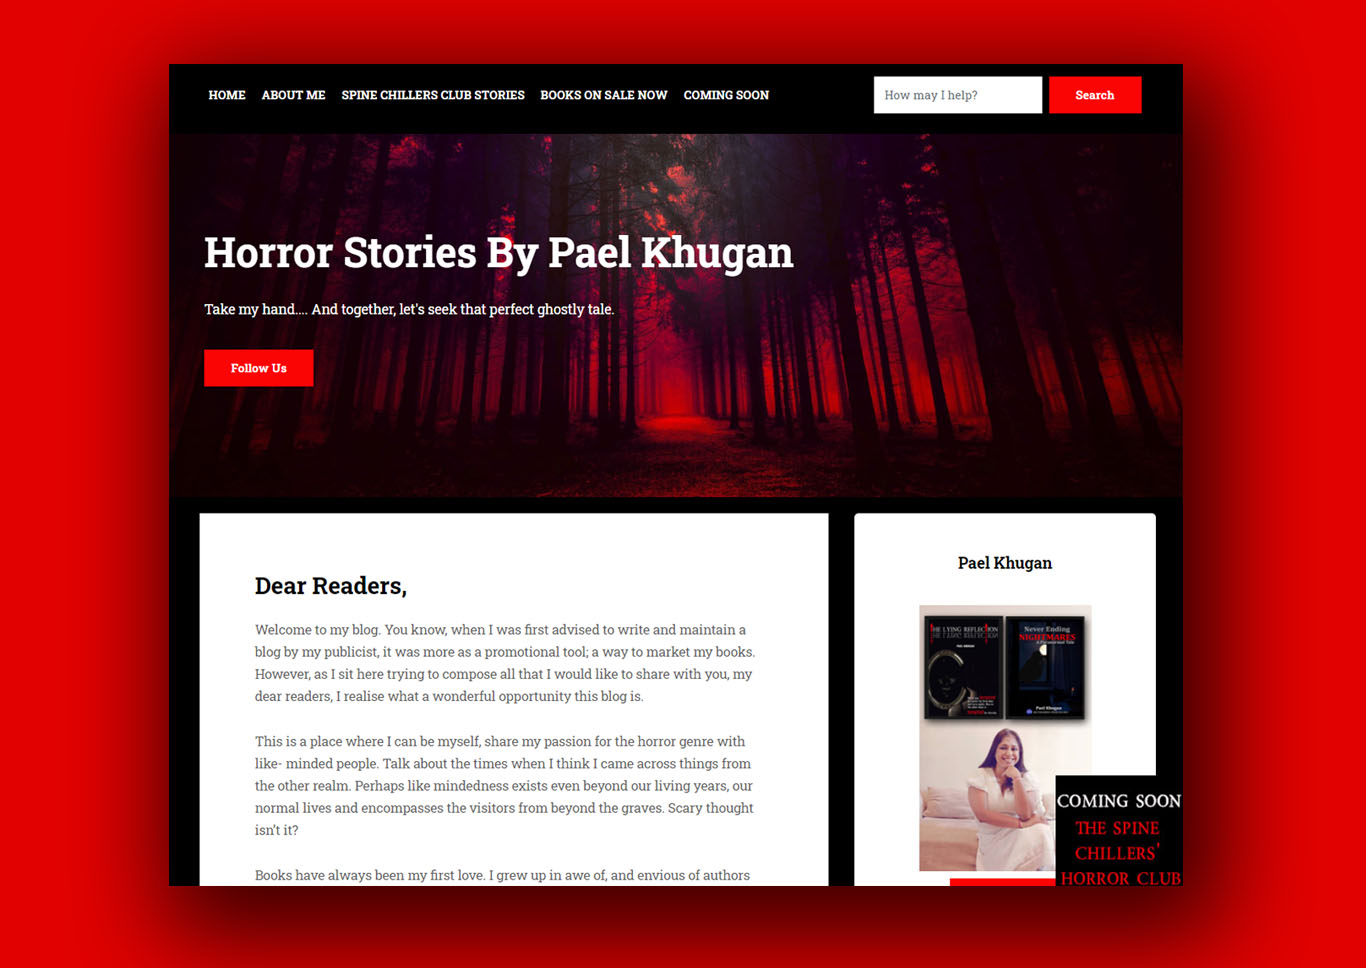 HOME ABOUT ME SPINE CHILLERS CLUB STORIES BOOKS ON SALE NOW COMING SOON
How may I help? Search
Horror Stories By Pael Khugan
Take my hand.... And together, let's seek that perfect ghostly tale.
Follow Us
Dear Readers,
Welcome to my blog. You know, when I was first advised to write and maintain a
blog by my publicist, it was more as a promotional tool; a way to market my books.
However, as I sit here trying to compose all that I would like to share with you, my
dear readers, I realise what a wonderful opportunity this blog is.
This is a place where I can be myself, share my passion for the horror genre with
like- minded people. Talk about the times when I think I came across things from
the other realm. Perhaps like mindedness exists even beyond our living years, our
normal lives and encompasses the visitors from beyond the graves. Scary thought
isn't it?
Books have always been my first love. I grew up in awe of, and envious of authors
Pael Khugan
THE LYING REFLECTION
PAEL KHUGAN
Never Ending
NIGHTMARES
A Paranormal Tale
Pael Khugan
COMING SOON
THE SPINE
CHILLERS'
HORROR CLUB